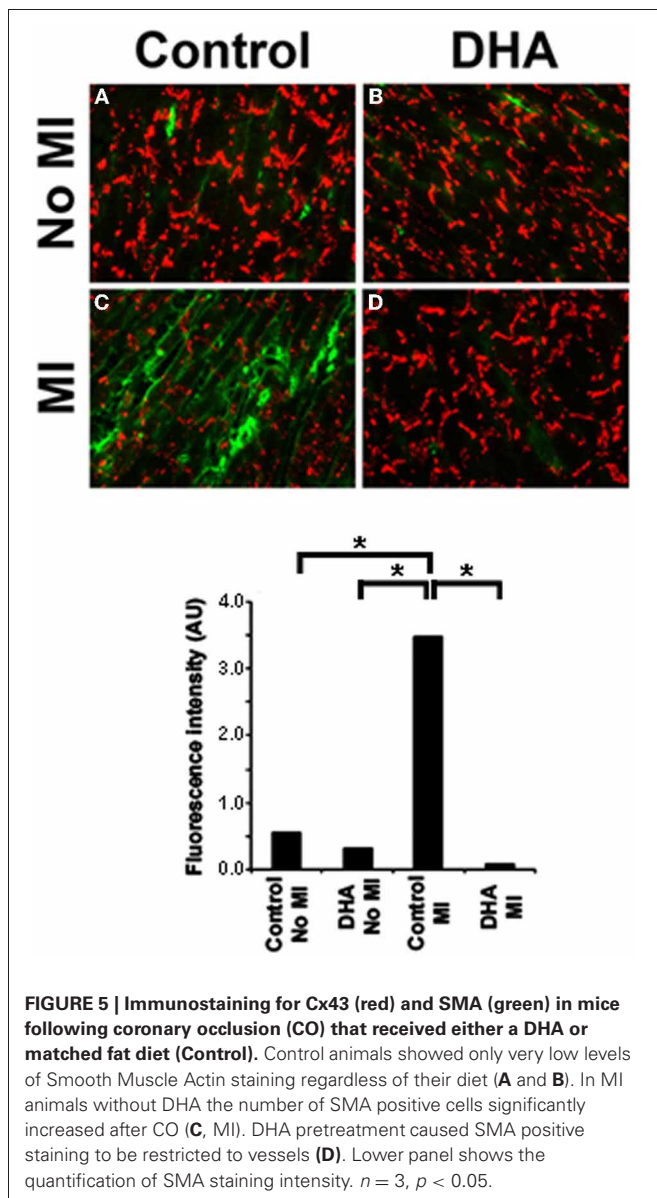 Control DHA
No MI
A B
MI
C D
* 
* *
Fluorescence intensity (AU)
4.0
3.0
2.0
1.0
0.0
Control No MI
DHA No MI
Control MI
DHA MI
FIGURE 5 | Immunostaining for Cx43 (red) and SMA (green) in mice
following coronary occlusion (CO) that received either a DHA or
matched fat diet (Control). Control animals showed only very low levels
of Smooth Muscle Actin staining regardless of their diet (A and B). In MI
animals without DHA the number of SMA positive cells significantly
increased after CO (C, MI). DHA pretreatment caused SMA positive
staining to be restricted to vessels (D). Lower panel shows the
quantification of SMA staining intensity. n = 3, p < 0.05.